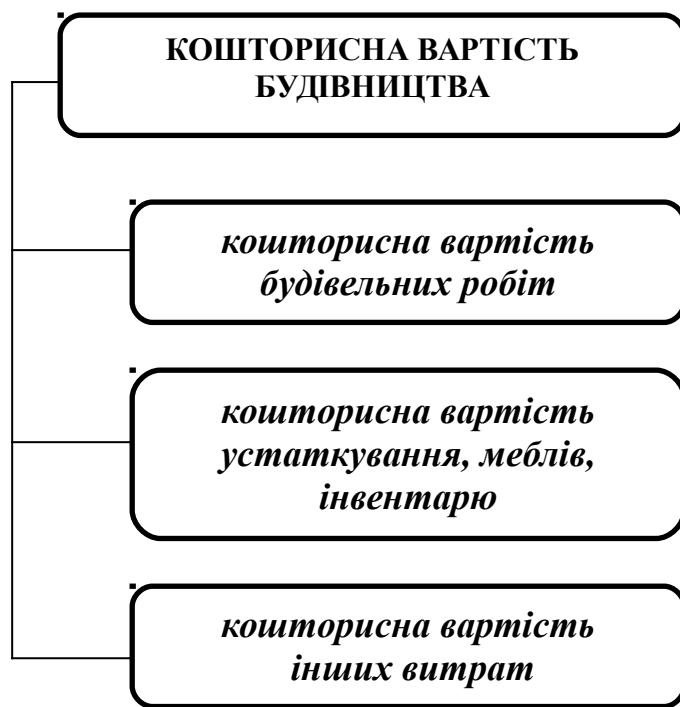 КОШТОРИСНА ВАРТІСТЬ
БУДІВНИЦТВА
кошторисна вартість
будівельних робіт
кошторисна вартість
устаткування, меблів,
інвентарю
кошторисна вартість
інших витрат